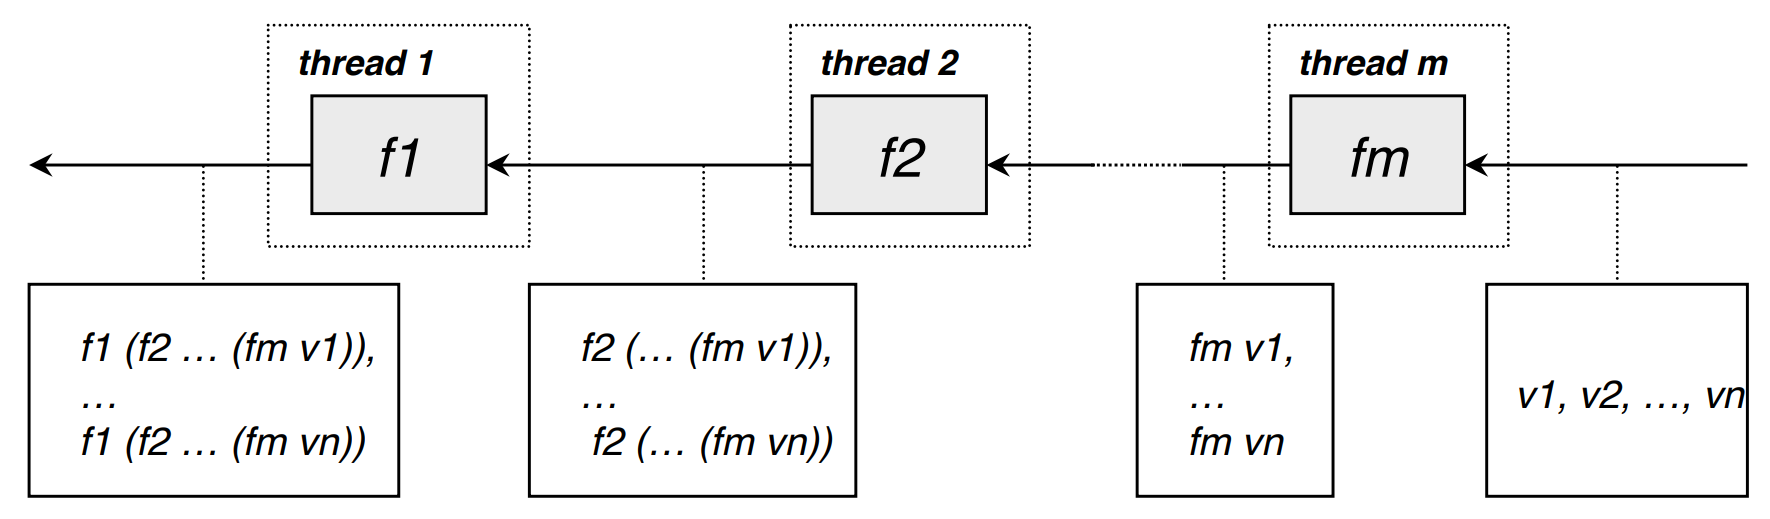 thread 1
thread 2
thread m
f1
f2
fm
f1 (f2 … (fm v1)),
…
f1 (f2 … (fm vn))
f2 (… (fm v1)),
…
f2 (… (fm vn))
fm v1,
…
fm vn
v1, v2, …, vn